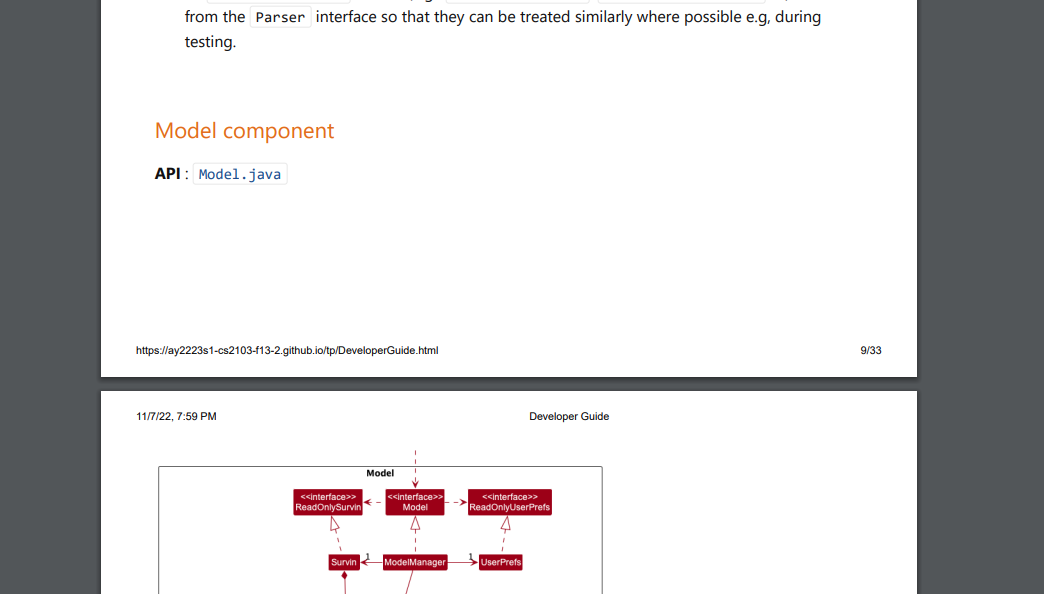 from the Parser interface so that they can be treated similarly where possible e.g, during
testing.
Model component
API : Model.java
https://ay2223s1-cs2103-f13-2.github.io/tp/DeveloperGuide.html 9/33
11/7/22, 7:59 PM Developer Guide
Model
<<interface>> <<interface>> <<interface>>
ReadOnlySurvin Model ReadOnlyUserPrefs
1 1
Survin ModelManager UserPrefs